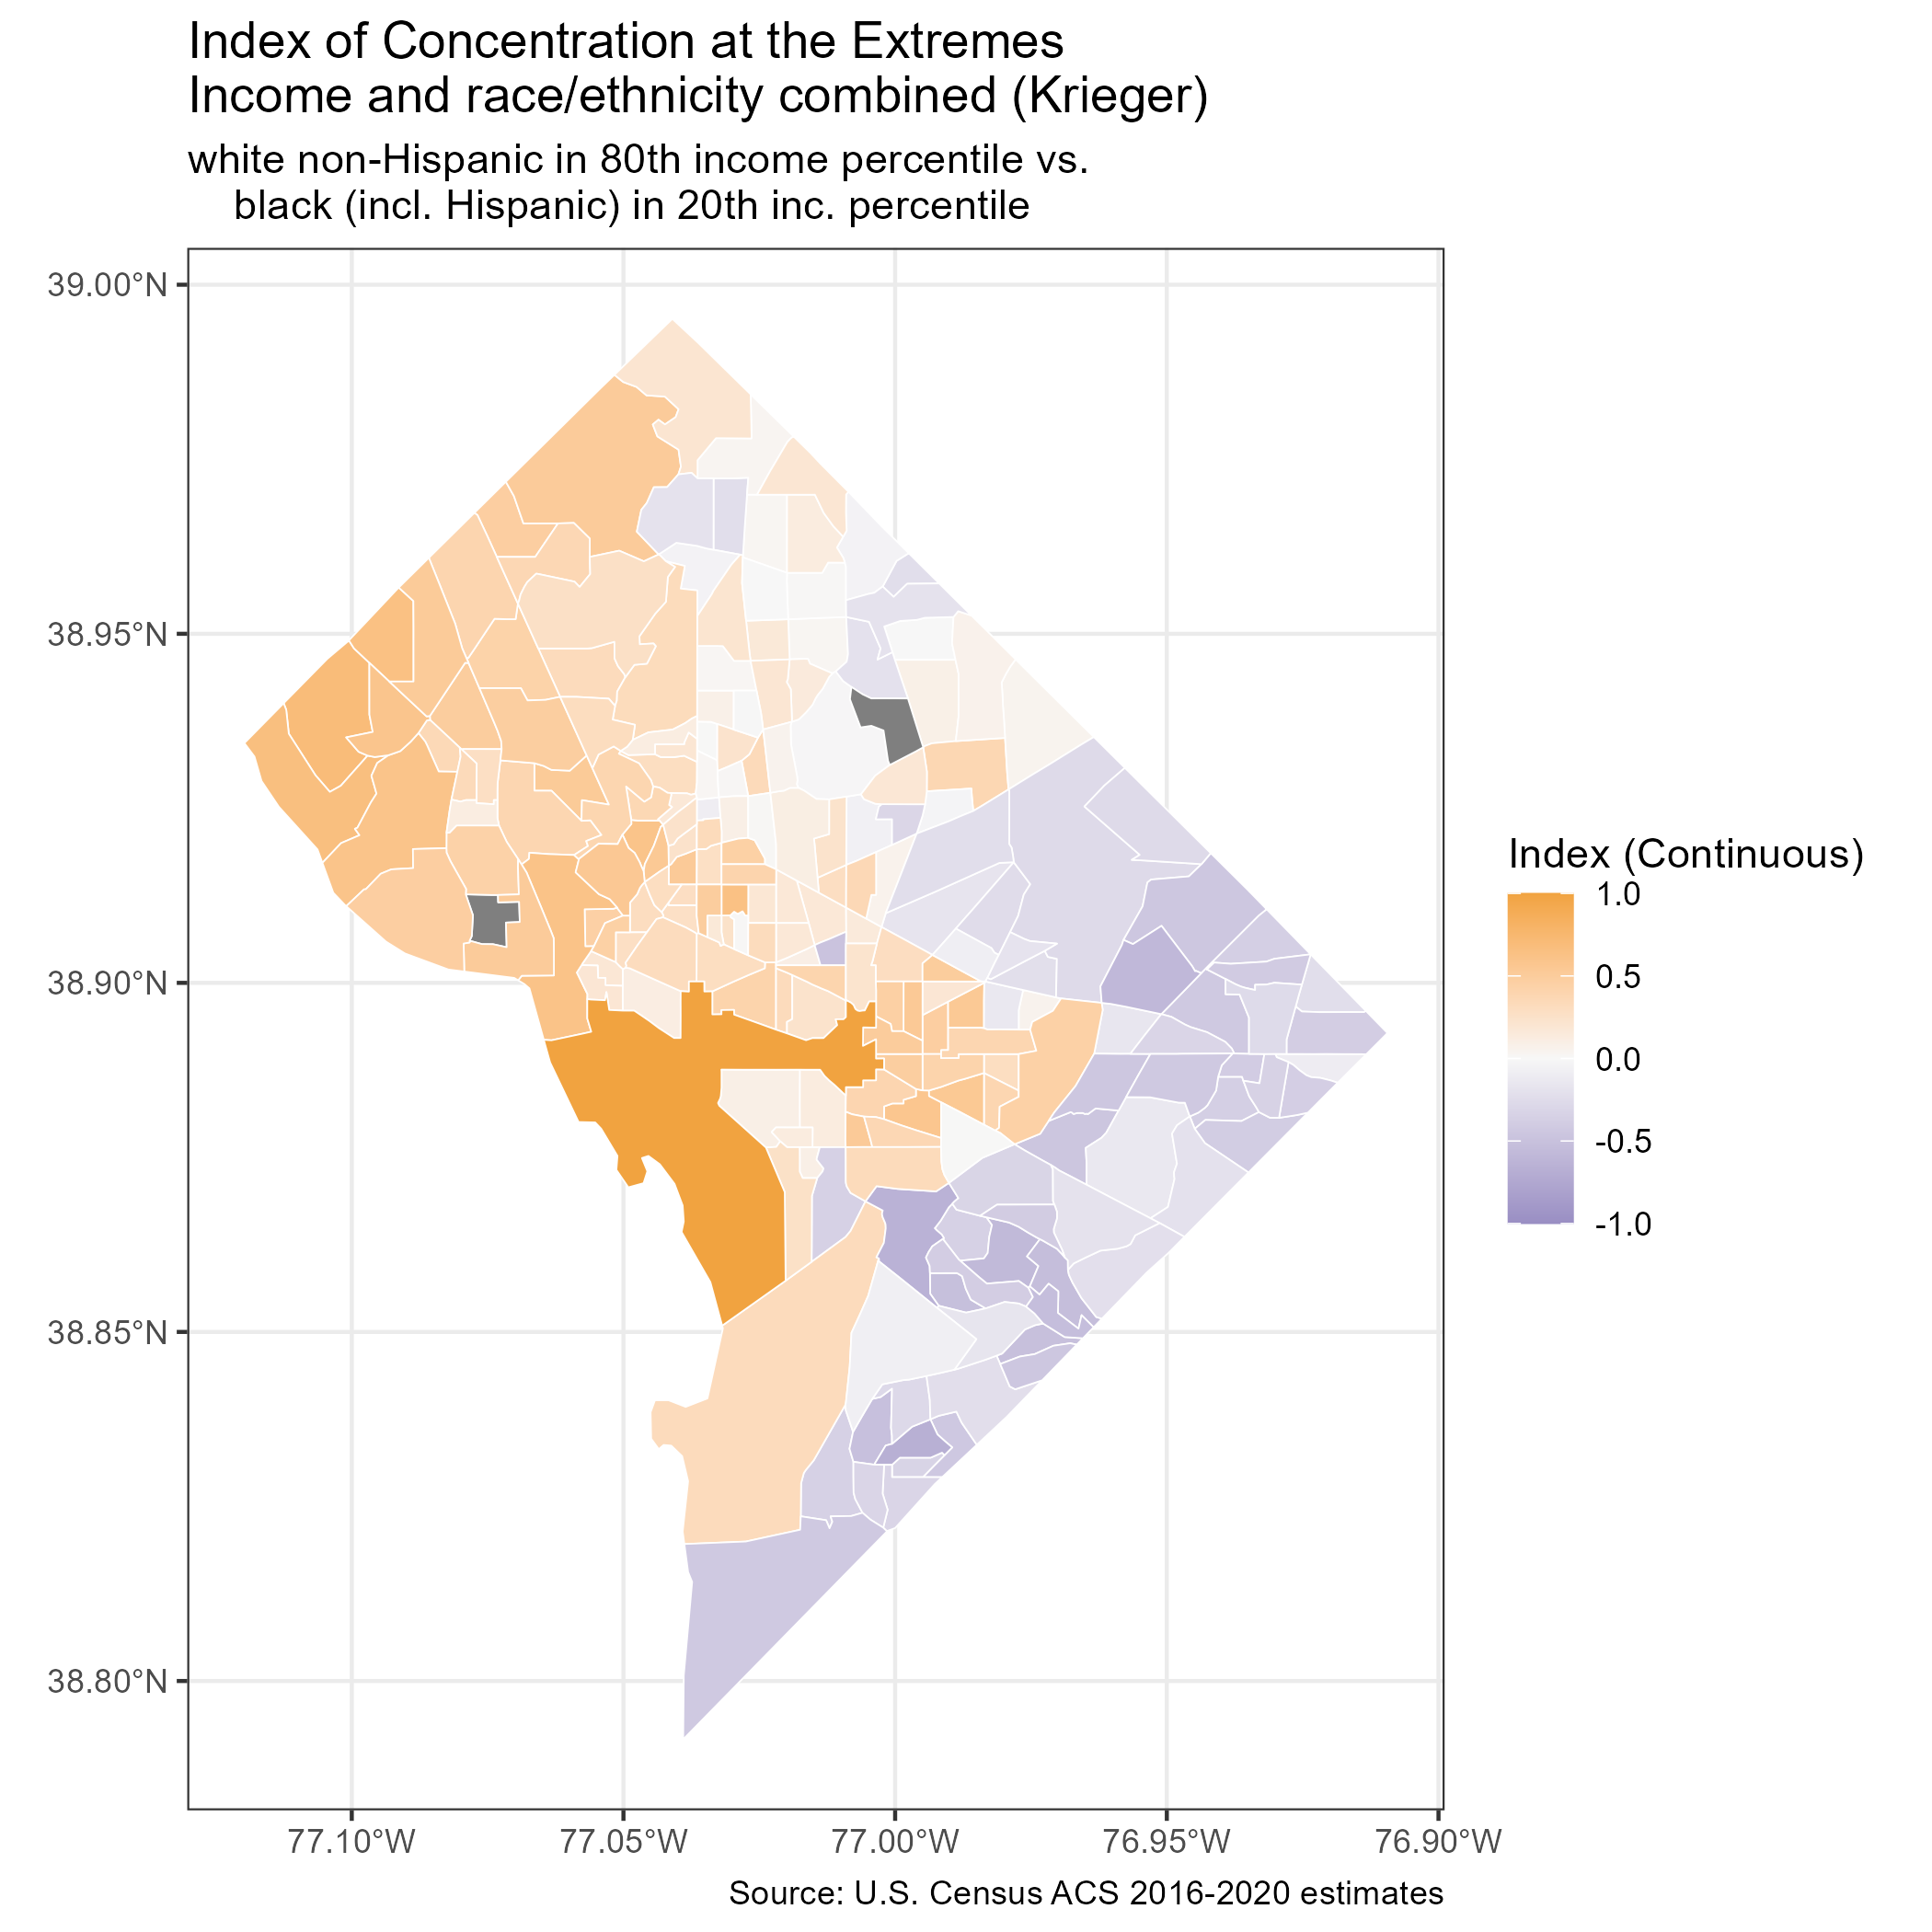 Index of Concentration at the Extremes
Income and race/ethnicity combined (Krieger)
white non-Hispanic in 80th income percentile vs.
black (incl. Hispanic) in 20th inc. percentile
39.00°N
38.95°N
38.90°N
38.85°N
38.80°N
77.10°W
77.05°W
77.00°W
76.95°W
76.90°W
Index (Continuous)
1.0
0.5
0.0
-0.5
-1.0
Source: U.S. Census ACS 2016-2020 estimates